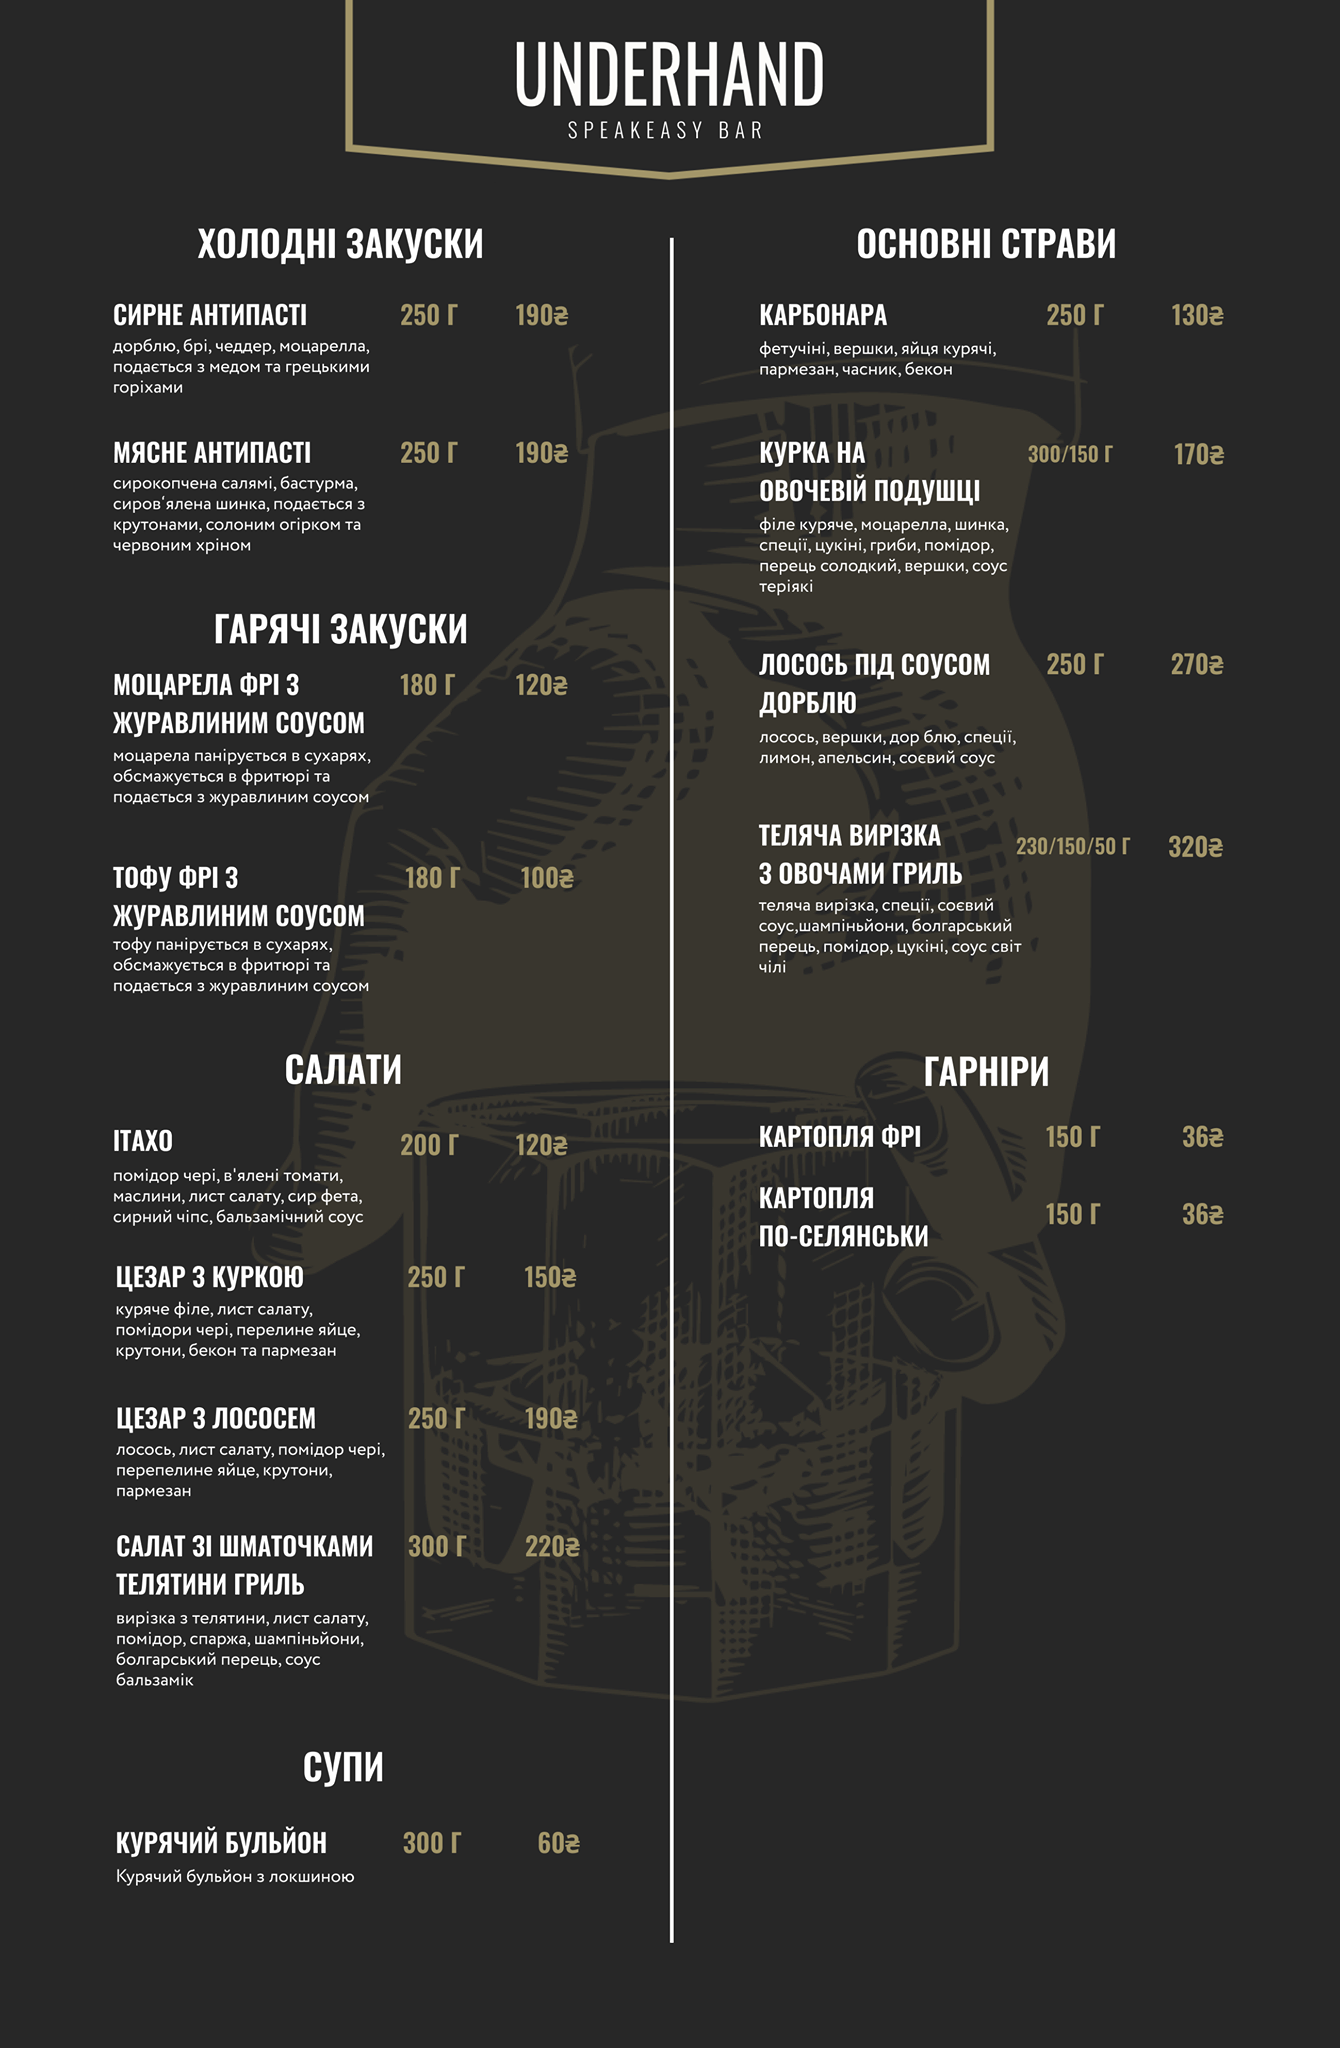 UNDERHAND
SPEAKEASY BAR
ХОЛОДНІ ЗАКУСКИ
СИРНЕ АНТИПАСТІ 250 Г 190₴
дорблю, брі, чеддер, моцарелла,
подається з медом та грецькими
горіхами
МЯСНЕ АНТИПАСТІ 250 Г 190₴
сирокопчена салямі, бастурма,
сиров'ялена шинка, подається з
крутонами, солоним огірком та
червоним хріном
ГАРЯЧІ ЗАКУСКИ
МОЦАРЕЛА ФРІ З 180 Г 120₴
ЖУРАВЛИНИМ СОУСОМ
моцарела панірується в сухарях,
обсмажується в фритюрі та
подається з журавлиним соусом
ТОФУ ФРІ З 180 Г 100₴
ЖУРАВЛИНИМ СОУСОМ
тофу панірується в сухарях,
обсмажується в фритюрі та
подається з журавлиним соусом
САЛАТИ
ІТАХО 200 Г 120₴
помідор чері, в'ялені томати,
маслини, лист салату, сир фета,
сирний чіпс, бальзамічний соус
ЦЕЗАР З КУРКОЮ 250 Г 150₴
куряче філе, лист салату,
помідори чері, перелине яйце,
крутони, бекон та пармезан
ЦЕЗАР З ЛОСОСЕМ 250 Г 190₴
лосось, лист салату, помідор чері,
перепелине яйце, крутони,
пармезан
САЛАТ ЗІ ШМАТОЧКАМИ 300 Г 220₴
ТЕЛЯТИНИ ГРИЛЬ
вирізка з телятини, лист салату,
помідор, спаржа, шампіньйони,
болгарський перець, соус
бальзамік
СУПИ
КУРЯЧИЙ БУЛЬЙОН 300 Г 60₴
Курячий бульйон з локшиною
ОСНОВНІ СТРАВИ
КАРБОНАРА 250 Г 130₴
фетучіні, вершки, яйця курячі,
пармезан, часник, бекон
КУРКА НА 300/150 Г 170₴
ОВОЧЕВІЙ ПОДУШЦІ
філе куряче, моцарелла, шинка,
спеції, цукіні, гриби, помідор,
перець солодкий, вершки, соус
теріякі
ЛОСОСЬ ПІД СОУСОМ 250 Г 270₴
ДОРБЛЮ
лосось, вершки, дор блю, спеції,
лимон, апельсин, соєвий соус
ТЕЛЯЧА ВИРІЗКА 230/150/50 Г 320₴
З ОВОЧАМИ ГРИЛЬ
теляча вирізка, спеції, соєвий
соус,шампіньйони, болгарський
перець, помідор, цукіні, соус світ
чілі
ГАРНІРИ
КАРТОПЛЯ ФРІ 150 Г 36₴
КАРТОПЛЯ 150 Г 36₴
ПО-СЕЛЯНСЬКИ